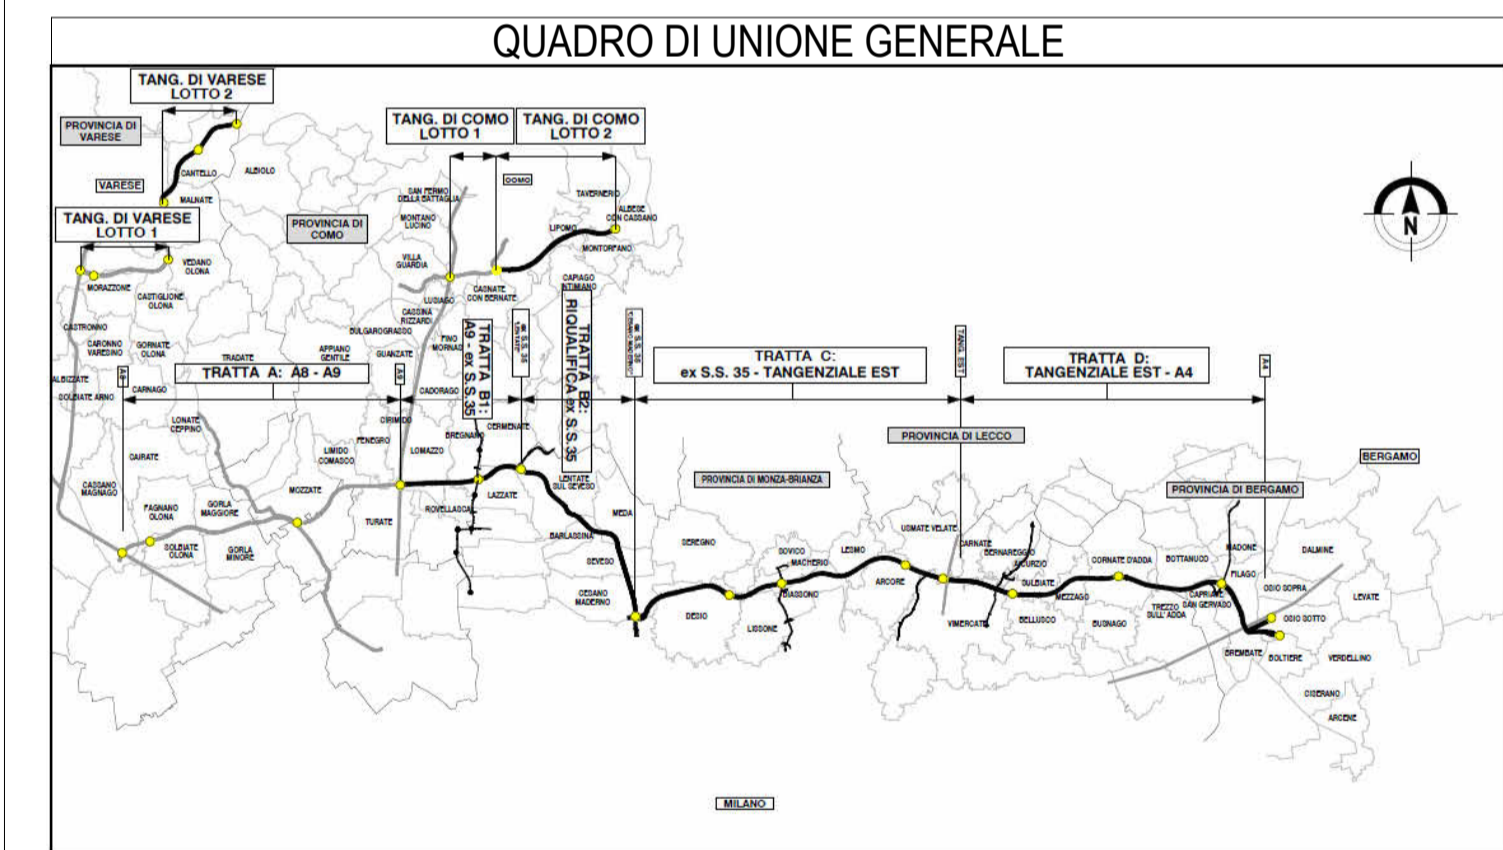 QUADRO DI UNIONE GENERALE
TANG. DI VARESE
LOTTO 2
PROVINCIA DI
VARESE
TANG. DI COMO
LOTTO 1
TANG. DI COMO
LOTTO 2
CANTELLO
ALBIOLO
VARESE
MALNATE
COMO
SAN FERMO
DELLA BATTAGLIA
TAVERNERIO
ALBESE
CON CASSANO
TANG. DI VARESE
LOTTO 1
PROVINCIA DI
COMO
MONTANO
LUCINO
LIPOMO
MONTORFANO
N
VEDANO
OLONA
VILLA
GUARDIA
MORAZZONE
CASTIGLIONE
OLONA
LUISAGO
CASNATE
CON BERNATE
CAPIAGO
INTIMIANO
CASSINA
RIZZARDI
BULGAROGRASSO
CASTRONNO
CARONNO
VARESINO
GORNATE
OLONA
TRADATE
APPIANO
GENTILE
GUANZATE
FINO
MORNAS
TRATTA B1:
A9 - ex S.S.35
ex S.S. 35
TRATTA B2:
RIQUALIFICA ex S.S.35
ex S.S. 35
TRATTA C:
ex S.S. 35 - TANGENZIALE EST
TANG. EST
TRATTA D:
TANGENZIALE EST - A4
A4
ALBIZZATE
SOLBIATE ARNO
A8
CARNAGO
TRATTA A: A8 - A9
A9
CADORAGO
LONATE
CEPPINO
CIRIMIDO
FENEGRO
LIMIDO
COMASCO
LOMAZZO
BREGNANO
CERMENATE
PROVINCIA DI LECCO
BERGAMO
CAIRATE
CASSANO
MAGNAGO
MOZZATE
LAZZATE
LENTATE
SUL SEVESO
PROVINCIA DI MONZA-BRIANZA
PROVINCIA DI BERGAMO
FAGNANO
OLONA
GORLA
MAGGIORE
TURATE
ROVELLASCA
MEDA
BARLASSINA
SEREGNO
USMATE VELATE
CARNATE
SOLBIATE
OLONA
GORLA
MINORE
SEVESO
SOVICO
MACHERIO
LESMO
ARCORE
BERNAREGGIO
AICURZIO
SULBIATE
CORNATE D'ADDA
BOTTANUCO
MADONE
FILAGO
DALMINE
OSIO SOPRA
LEVATE
CESANO
MADERNO
DESIO
BIASSONO
LISSONE
VIMERCATE
MEZZAGO
BELLUSCO
BUSNAGO
TREZZO
SULL'ADDA
CAPRIATE
SAN GERVASIO
OSIO SOTTO
BREMBATE
BOLTIERE
VERDELLINO
CISERANO
ARCENE
MILANO